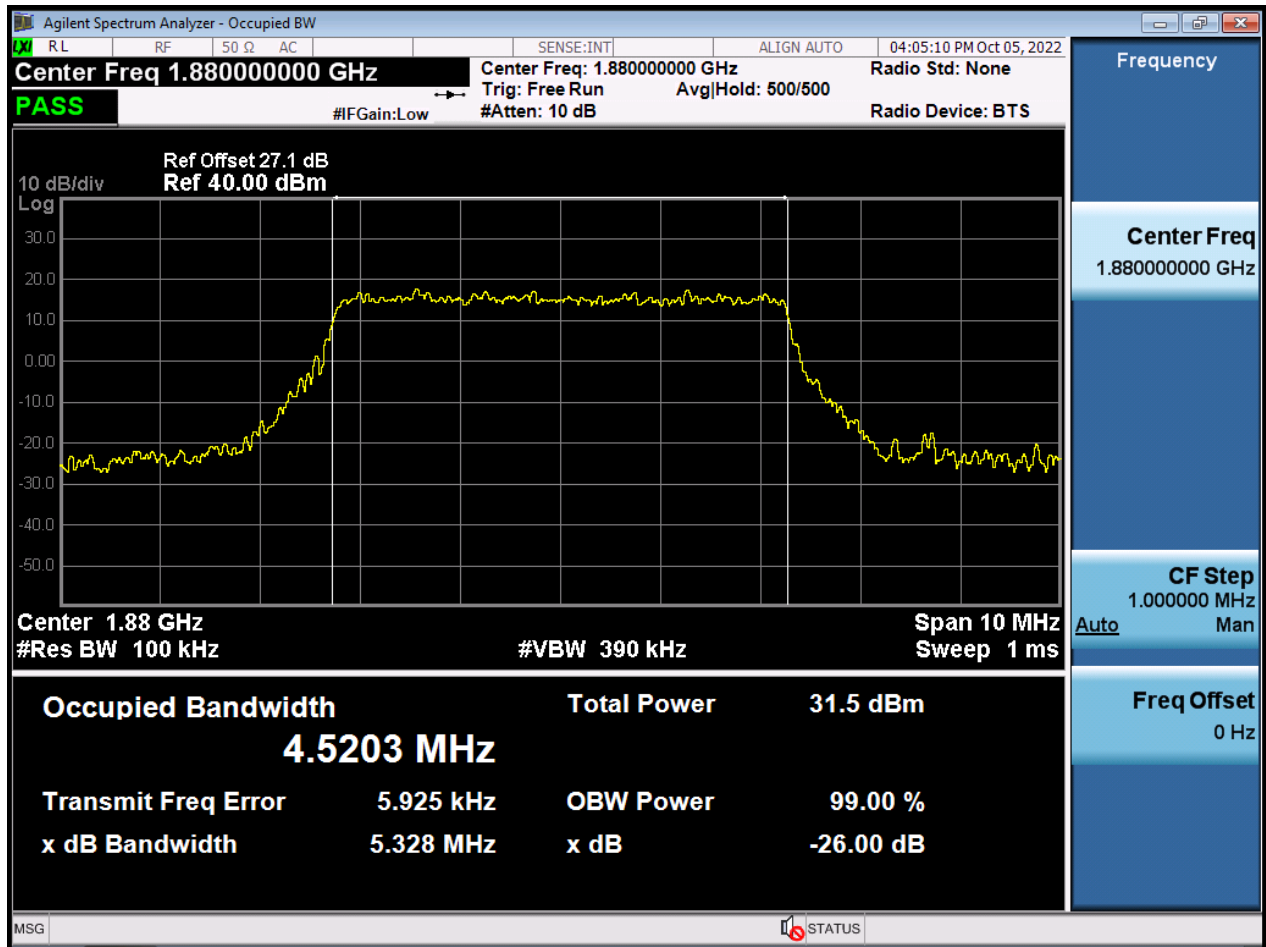 Agilent Spectrum Analyzer - Occupied BW
LXI RL RF 50 Ω AC SENSE:INT ALIGN AUTO 04:05:10 PM Oct 05, 2022
Center Freq 1.880000000 GHz
Center Freq: 1.880000000 GHz
Radio Std: None
Trig: Free Run Avg|Hold: 500/500
PASS
#IFGain:Low
#Atten: 10 dB
Radio Device: BTS
Ref Offset 27.1 dB
10 dB/div Ref 40.00 dBm
Log
30.0
20.0
10.0
0.00
-10.0
-20.0
-30.0
-40.0
-50.0
Center 1.88 GHz Span 10 MHz
#Res BW 100 kHz #VBW 390 kHz Sweep 1 ms
Occupied Bandwidth Total Power 31.5 dBm
4.5203 MHz
Transmit Freq Error 5.925 kHz OBW Power 99.00 %
x dB Bandwidth 5.328 MHz x dB -26.00 dB
Frequency
Center Freq
1.880000000 GHz
CF Step
1.000000 MHz
Auto Man
Freq Offset
0 Hz
MSG STATUS